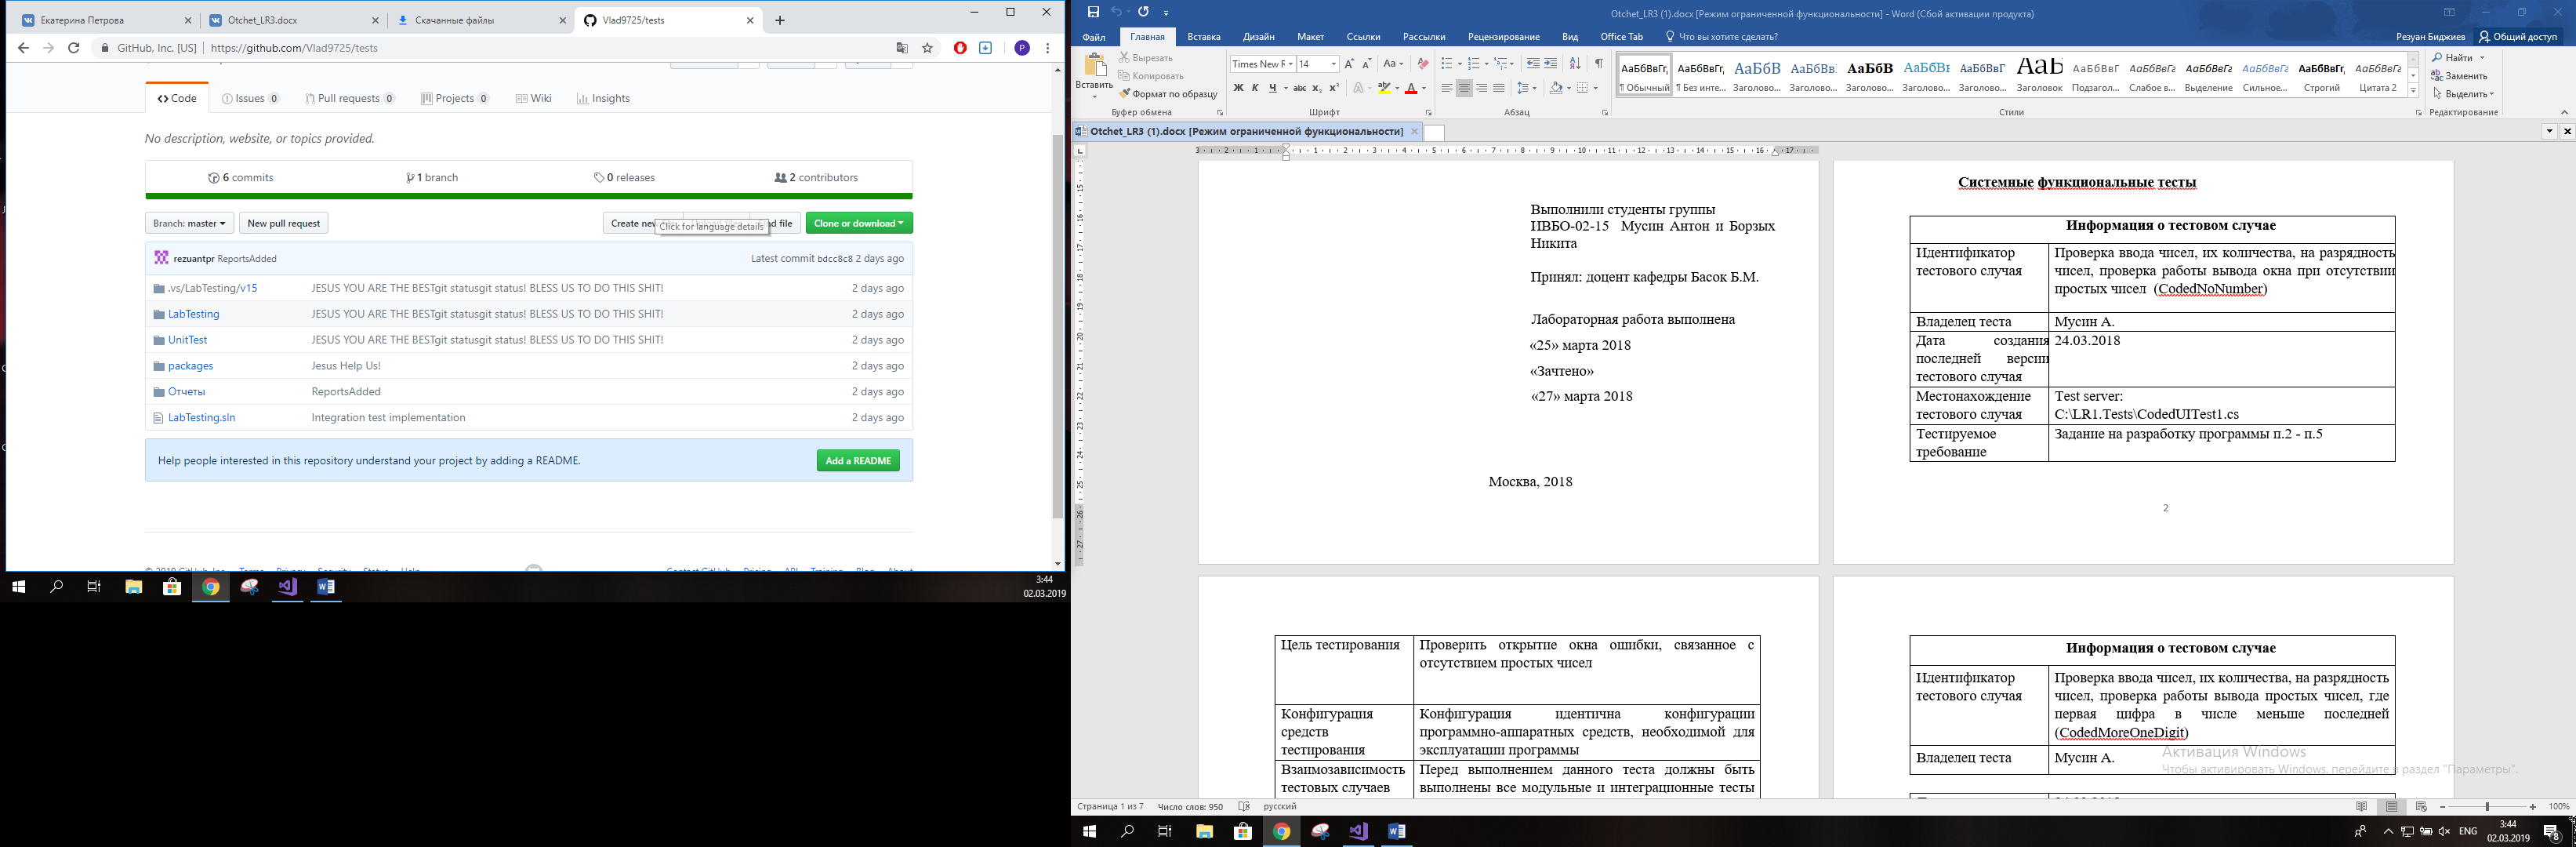 Екатерина Петрова
Otchet_LR3.docx
Скачанные файлы
Vlad9725/tests
GitHub, Inc. [US] | https://github.com/Vlad9725/tests
P
Code
Issues 0
Pull requests 0
Projects 0
Wiki
Insights
No description, website, or topics provided.
6 commits
1 branch
0 releases
2 contributors
Branch: master
New pull request
Create new
Click for language details
file
Clone or download
rezuantpr ReportsAdded
Latest commit bdcc8c8 2 days ago
.vs/LabTesting/v15 JESUS YOU ARE THE BESTgit statusgit status! BLESS US TO DO THIS SHIT! 2 days ago
LabTesting JESUS YOU ARE THE BESTgit statusgit status! BLESS US TO DO THIS SHIT! 2 days ago
UnitTest JESUS YOU ARE THE BESTgit statusgit status! BLESS US TO DO THIS SHIT! 2 days ago
packages Jesus Help Us! 2 days ago
Отчеты ReportsAdded 2 days ago
LabTesting.sln Integration test implementation 2 days ago
Help people interested in this repository understand your project by adding a README.
Add a README
3:44
02.03.2019
Otchet_LR3 (1).docx [Режим ограниченной функциональности] - Word (Сбой активации продукта)
Файл
Главная
Вставка
Дизайн
Макет
Ссылки
Рассылки
Рецензирование
Вид
Office Tab
Что вы хотите сделать?
Резуан Биджиев
Общий доступ
Вставить
Вырезать
Копировать
Формат по образцу
Буфер обмена
Times New R
14
Шрифт
Абзац
¶ Обычный
¶ Без инте...
Заголово...
Заголово...
Заголово...
Заголово...
Заголово...
Заголовок
Подзагол...
Слабое в...
Выделение
Сильное...
Строгий
Цитата 2
Стили
Найти
Заменить
Выделить
Редактирование
Otchet_LR3 (1).docx [Режим ограниченной функциональности]
Выполнили студенты группы
ИВБО-02-15 Мусин Антон и Борзых
Никита
Принял: доцент кафедры Басок Б.М.
Лабораторная работа выполнена
«25» марта 2018
«Зачтено»
«27» марта 2018
Москва, 2018
Системные функциональные тесты
Информация о тестовом случае
Идентификатор
тестового случая
Проверка ввода чисел, их количества, на разрядность
чисел, проверка работы вывода окна при отсутствии
простых чисел (CodedNoNumber)
Владелец теста
Мусин А.
Дата создания
последней версии
тестового случая
24.03.2018
Местонахождение
тестового случая
Test server:
C:\LR1.Tests\CodedUITest1.cs
Тестируемое
требование
Задание на разработку программы п.2 - п.5
2
Цель тестирования
Проверить открытие окна ошибки, связанное с
отсутствием простых чисел
Конфигурация
средств
тестирования
Конфигурация идентична конфигурации
программно-аппаратных средств, необходимой для
эксплуатации программы
Взаимозависимость
тестовых случаев
Перед выполнением данного теста должны быть
выполнены все модульные и интеграционные тесты
Информация о тестовом случае
Идентификатор
тестового случая
Проверка ввода чисел, их количества, на разрядность
чисел, проверка работы вывода простых чисел, где
первая цифра в числе меньше последней
(CodedMoreOneDigit)
Владелец теста
Мусин А.
Активация Windows
Чтобы активировать Windows, перейдите в раздел "Параметры".
Страница 1 из 7
Число слов: 950
русский
100%
ENG
3:44
02.03.2019
8